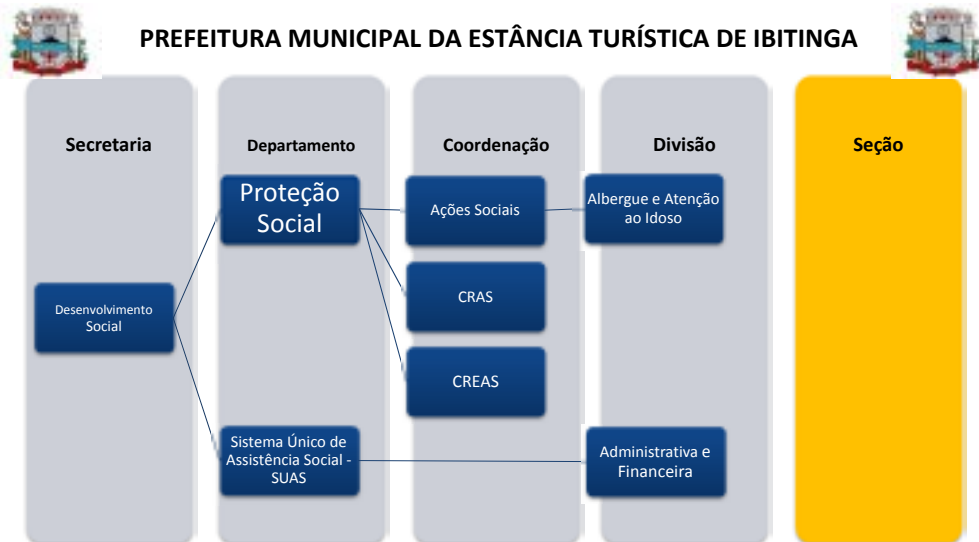 PREFEITURA MUNICIPAL DA ESTÂNCIA TURÍSTICA DE IBITINGA
Secretaria
Departamento
Coordenação
Divisão
Seção
Desenvolvimento
Social
Proteção
Social
Sistema Único de
Assistência Social -
SUAS
Ações Sociais
CRAS
CREAS
Albergue e Atenção
ao Idoso
Administrativa e
Financeira